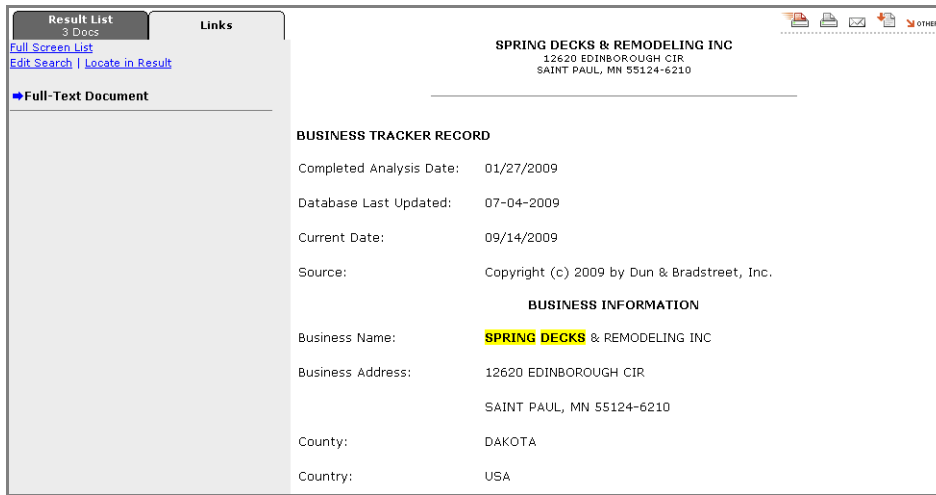 Result List
3 Docs
Links
Full Screen List
Edit Search | Locate in Result
Full-Text Document
OTHER
SPRING DECKS & REMODELING INC
12620 EDINBOROUGH CIR
SAINT PAUL, MN 55124-6210
BUSINESS TRACKER RECORD
Completed Analysis Date: 01/27/2009
Database Last Updated: 07-04-2009
Current Date: 09/14/2009
Source: Copyright (c) 2009 by Dun & Bradstreet, Inc.
BUSINESS INFORMATION
Business Name: SPRING DECKS & REMODELING INC
Business Address: 12620 EDINBOROUGH CIR
SAINT PAUL, MN 55124-6210
County: DAKOTA
Country: USA